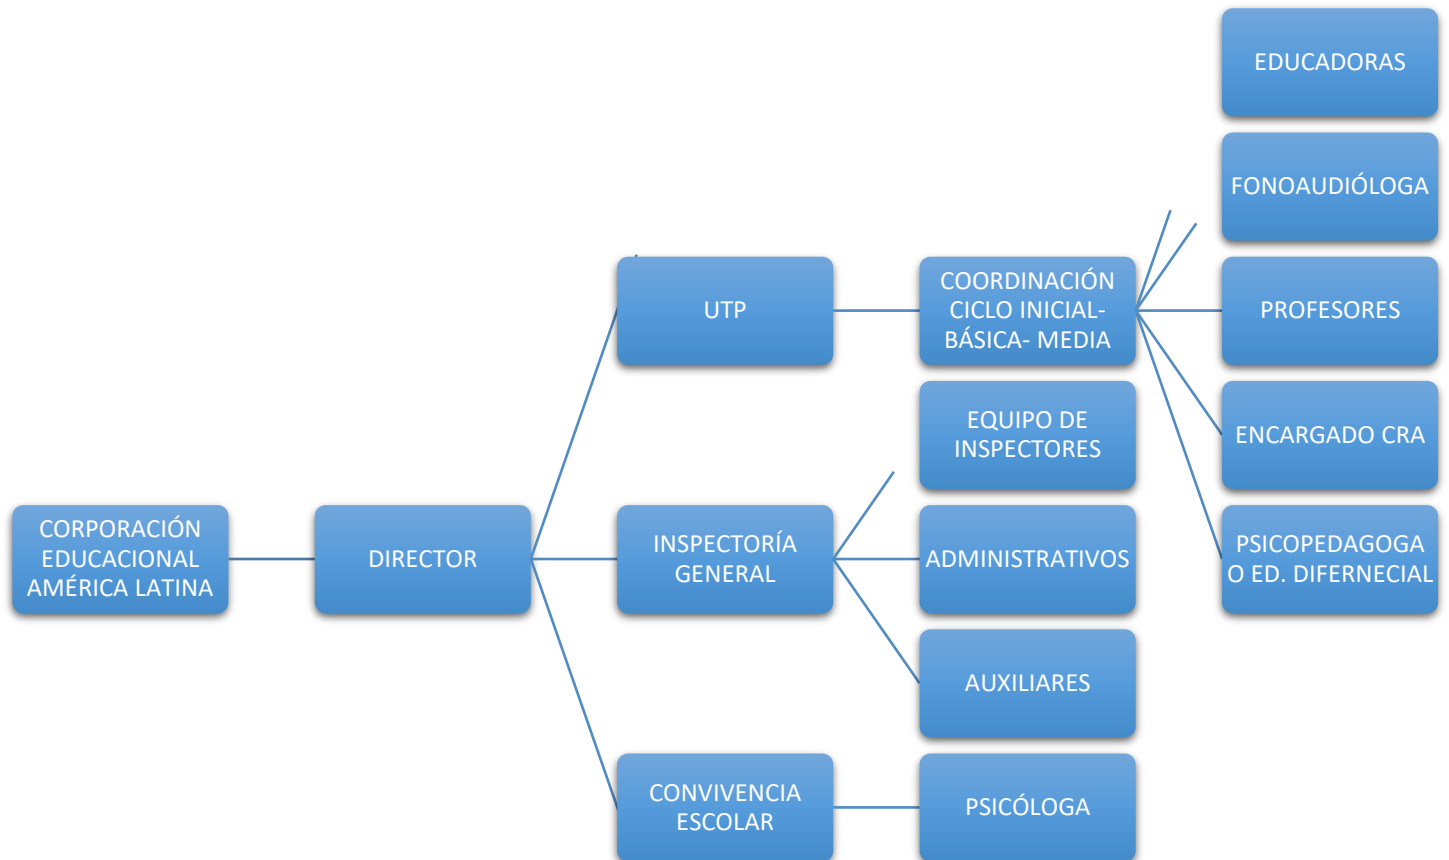 EDUCADORAS
FONOAUDIÓLOGA
UTP
COORDINACIÓN
CICLO INICIAL-
BÁSICA- MEDIA
PROFESORES
EQUIPO DE
INSPECTORES
ENCARGADO CRA
CORPORACIÓN
EDUCACIONAL
AMÉRICA LATINA
DIRECTOR
INSPECTORÍA
GENERAL
ADMINISTRATIVOS
PSICOPEDAGOGA
O ED. DIFERNECIAL
AUXILIARES
CONVIVENCIA
ESCOLAR
PSICÓLOGA